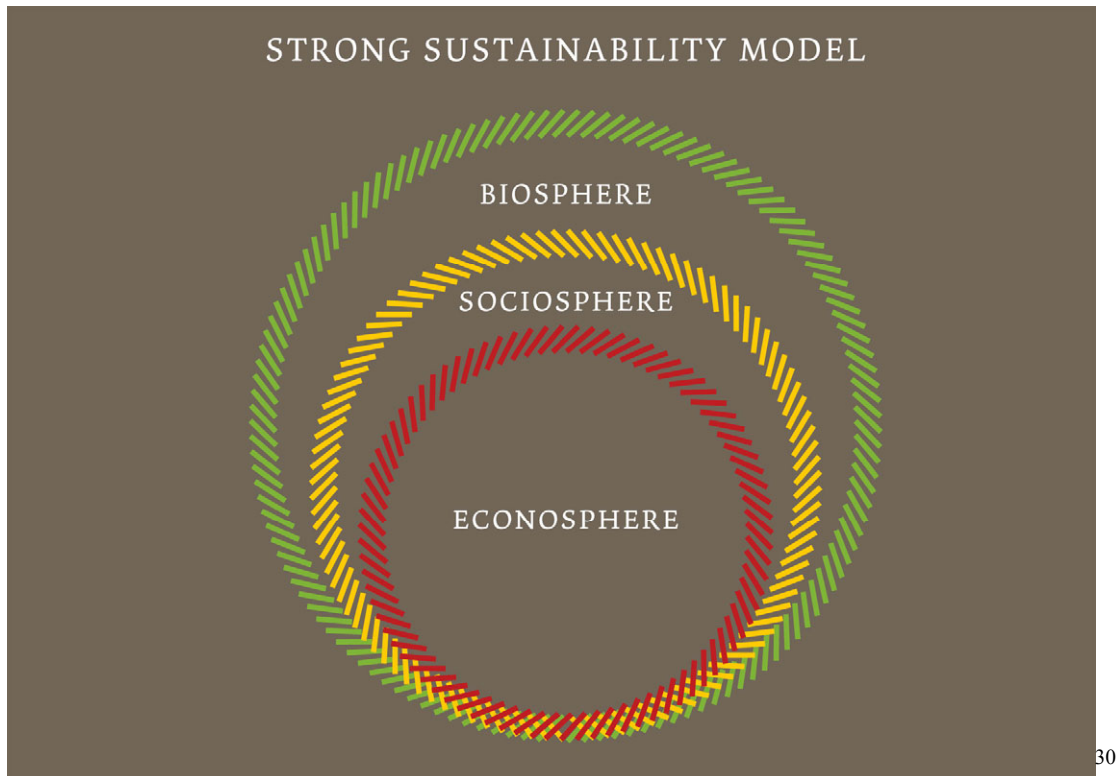 STRONG SUSTAINABILITY MODEL
BIOSPHERE
SOCIOSPHERE
ECONOSPHERE
30